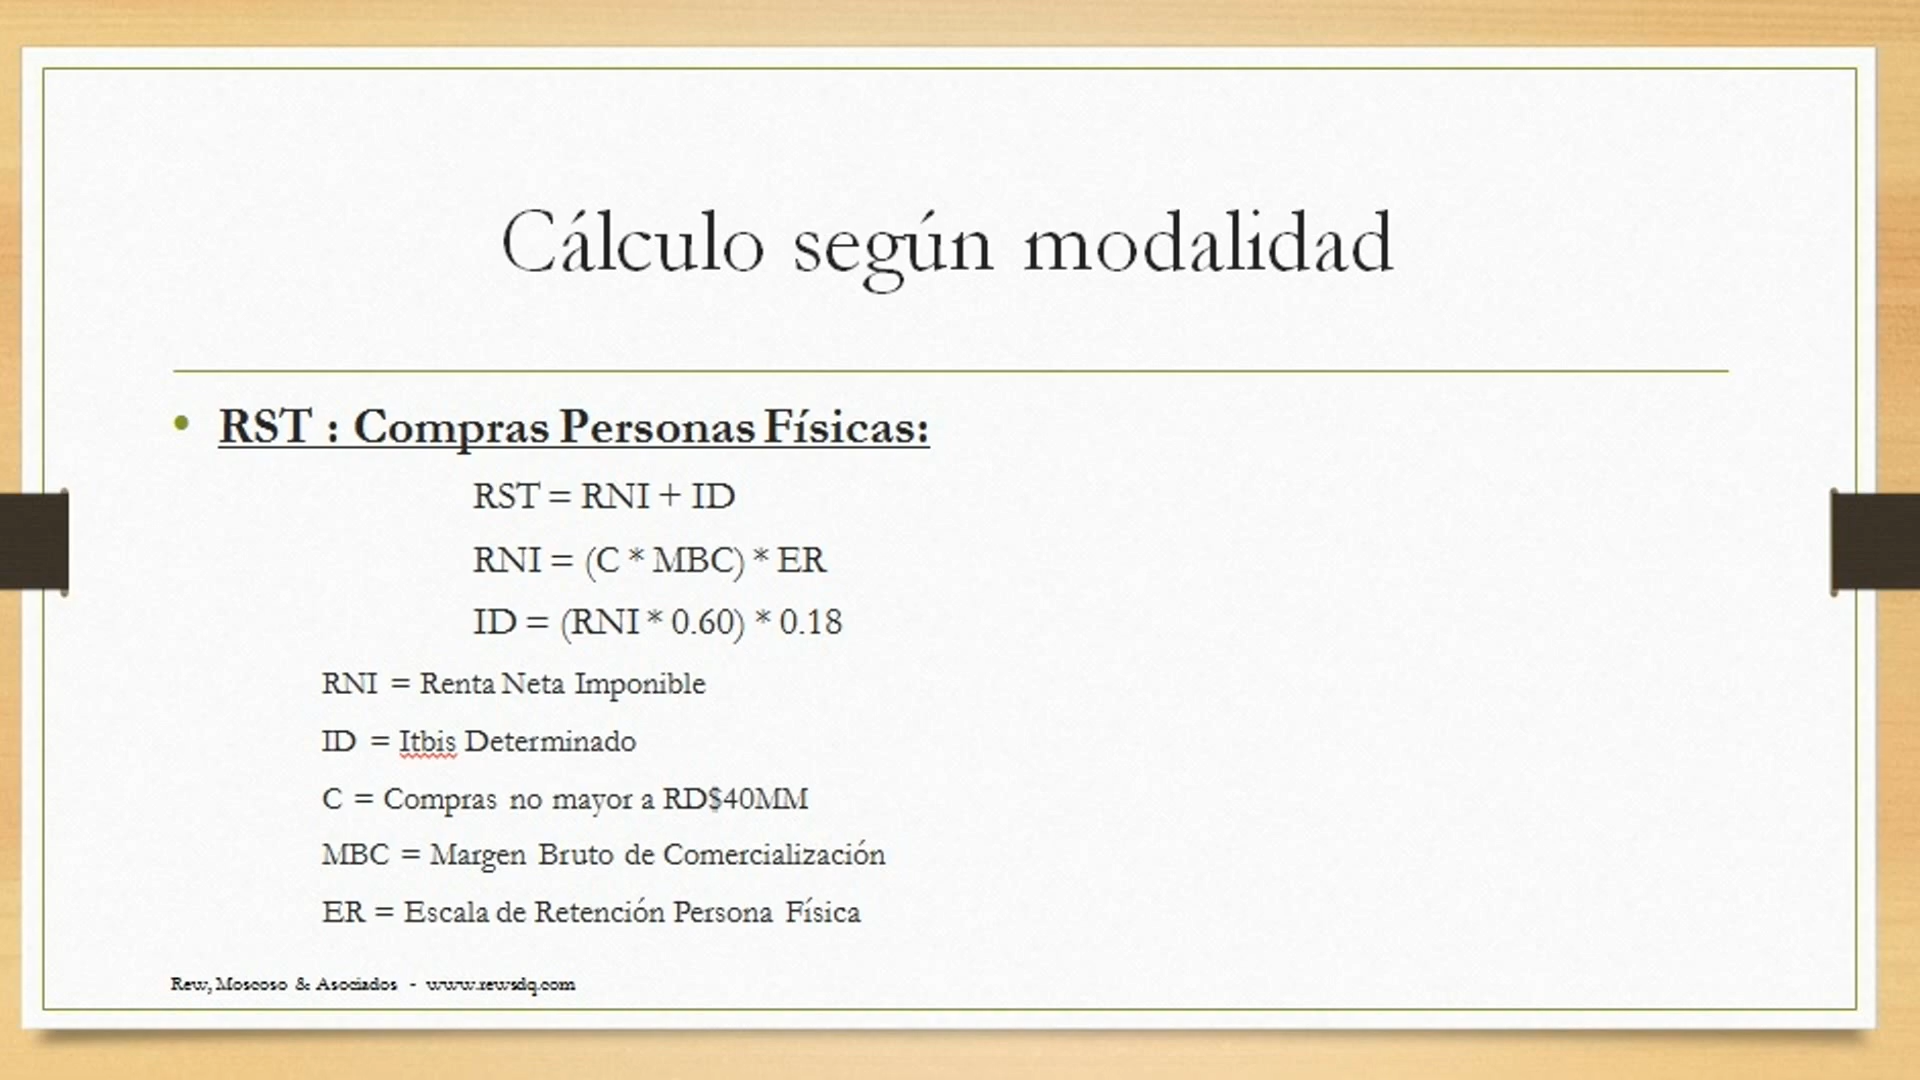 Cálculo según modalidad
• RST : Compras Personas Físicas:
RST = RNI + ID
RNI = (C * MBC) * ER
ID = (RNI * 0.60) * 0.18
RNI = Renta Neta Imponible
ID = Itbis Determinado
C = Compras no mayor a RD$40MM
MBC = Margen Bruto de Comercialización
ER = Escala de Retención Persona Física
Rew, Moscoso & Asociados - www.rewsdq.com